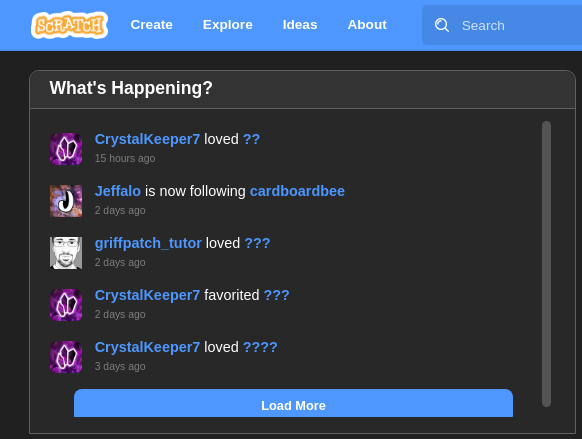 SCRATCH Create Explore Ideas About Search
What's Happening?
CrystalKeeper7 loved ??
15 hours ago
Jeffalo is now following cardboardbee
2 days ago
griffpatch_tutor loved ???
2 days ago
CrystalKeeper7 favorited ???
2 days ago
CrystalKeeper7 loved ????
3 days ago
Load More